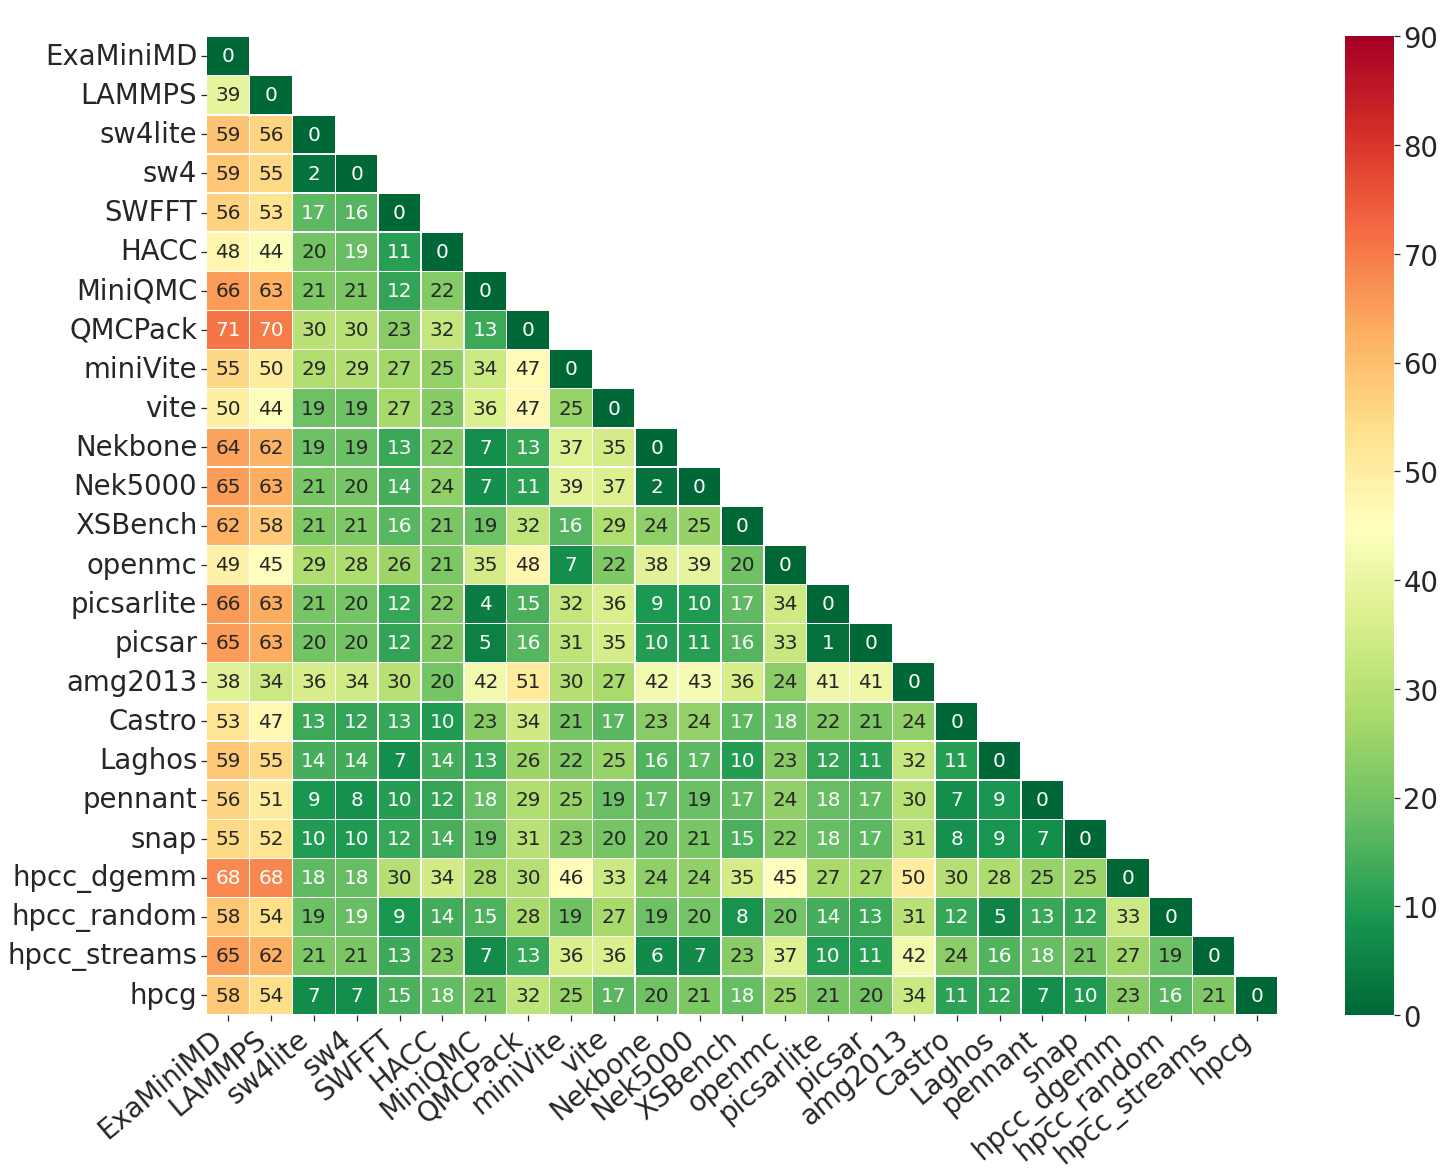 ExaMiniMD 0
LAMMPS 39 0
sw4lite 59 56 0
sw4 59 55 2 0
SWFFT 56 53 17 16 0
HACC 48 44 20 19 11 0
MiniQMC 66 63 21 21 12 22 0
QMCPack 71 70 30 30 23 32 13 0
miniVite 55 50 29 29 27 25 34 47 0
vite 50 44 19 19 27 23 36 47 25 0
Nekbone 64 62 19 19 13 22 7 13 37 35 0
Nek5000 65 63 21 20 14 24 7 11 39 37 2 0
XSBench 62 58 21 21 16 21 19 32 16 29 24 25 0
openmc 49 45 29 28 26 21 35 48 7 22 38 39 20 0
picsarlite 66 63 21 20 12 22 4 15 32 36 9 10 17 34 0
picsar 65 63 20 20 12 22 5 16 31 35 10 11 16 33 1 0
amg2013 38 34 36 34 30 20 42 51 30 27 42 43 36 24 41 41 0
Castro 53 47 13 12 13 10 23 34 21 17 23 24 17 18 22 21 24 0
Laghos 59 55 14 14 7 14 13 26 22 25 16 17 10 23 12 11 32 11 0
pennant 56 51 9 8 10 12 18 29 25 19 17 19 17 24 18 17 30 7 9 0
snap 55 52 10 10 12 14 19 31 23 20 20 21 15 22 18 17 31 8 9 7 0
hpcc_dgemm 68 68 18 18 30 34 28 30 46 33 24 24 35 45 27 27 50 30 28 25 25 0
hpcc_random 58 54 19 19 9 14 15 28 19 27 19 20 8 20 14 13 31 12 5 13 12 33 0
hpcc_streams 65 62 21 21 13 23 7 13 36 36 6 7 23 37 10 11 42 24 16 18 21 27 19 0
hpcg 58 54 7 7 15 18 21 32 25 17 20 21 18 25 21 20 34 11 12 7 10 23 16 21 0
ExaMiniMD
LAMMPS
sw4lite
sw4
SWFFT
HACC
MiniQMC
QMCPack
miniVite
vite
Nekbone
Nek5000
XSBench
openmc
picsarlite
picsar
amg2013
Castro
Laghos
pennant
snap
hpcc_dgemm
hpcc_random
hpcc_streams
hpcg
90
80
70
60
50
40
30
20
10
0